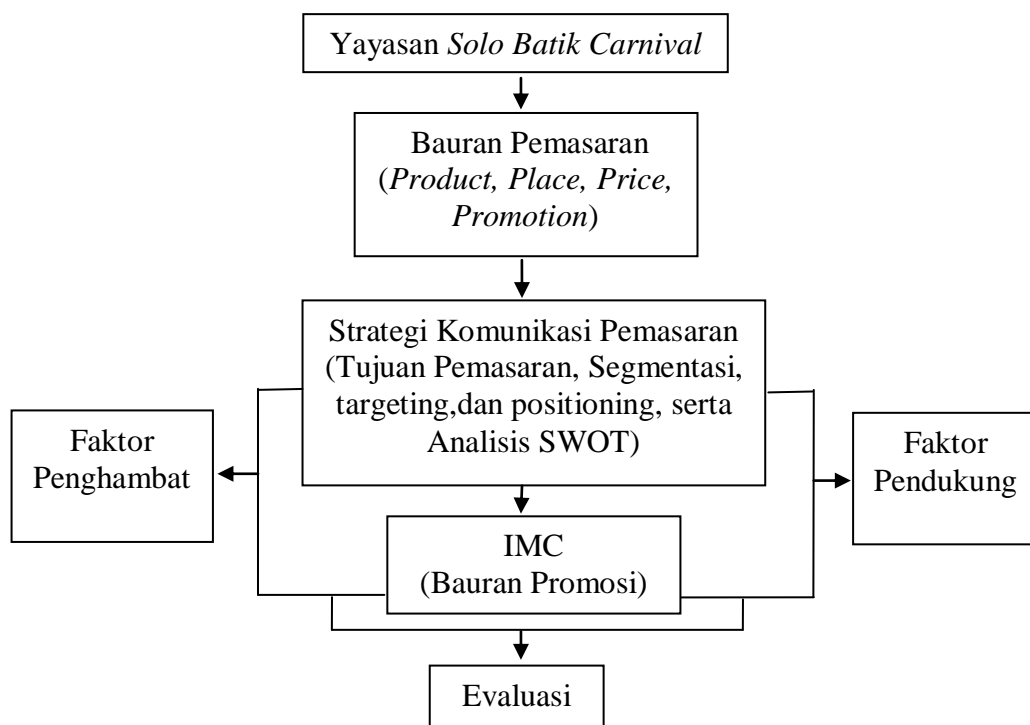 Yayasan Solo Batik Carnival
Bauran Pemasaran
(Product, Place, Price,
Promotion)
Strategi Komunikasi Pemasaran
(Tujuan Pemasaran, Segmentasi,
targeting,dan positioning, serta
Analisis SWOT)
Faktor
Penghambat
Faktor
Pendukung
IMC
(Bauran Promosi)
Evaluasi